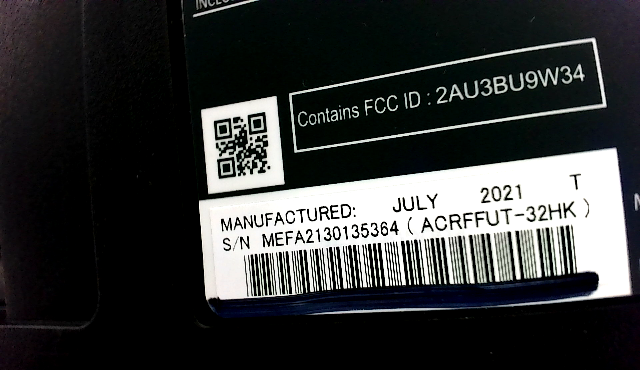 Contains FCC ID : 2AU3BU9W34
MANUFACTURED: JULY 2021 T
S/N MEFA2130135364 ( ACRFFUT-32HK )